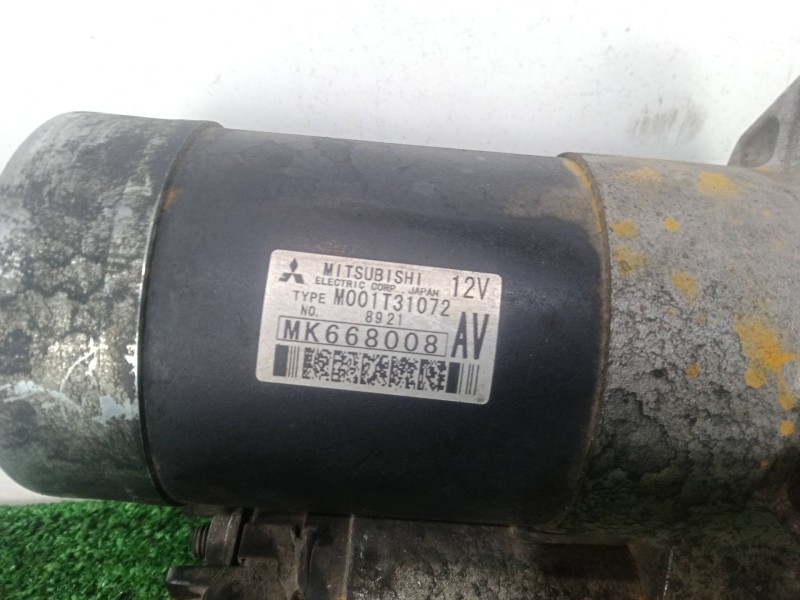 MITSUBISHI 12V
ELECTRIC CORP. JAPAN
TYPE M001T31072
NO. 8921
MK668008 AV